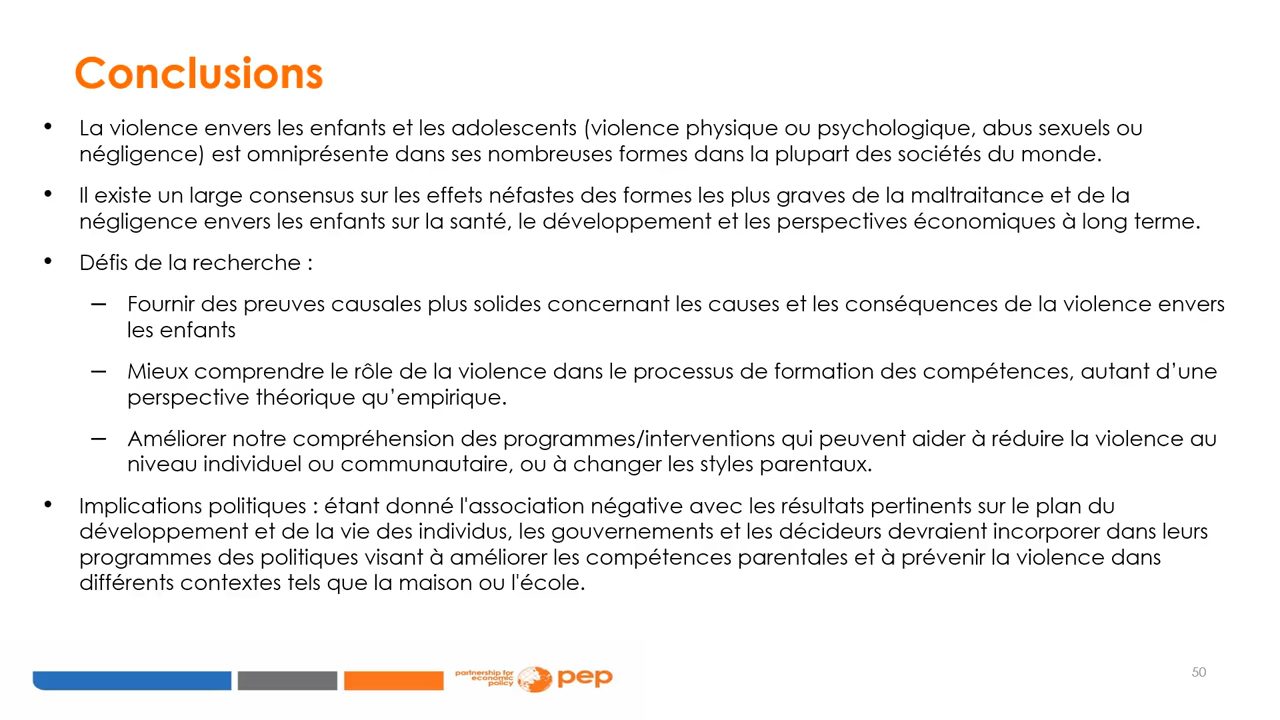 Conclusions
• La violence envers les enfants et les adolescents (violence physique ou psychologique, abus sexuels ou
négligence) est omniprésente dans ses nombreuses formes dans la plupart des sociétés du monde.
• Il existe un large consensus sur les effets néfastes des formes les plus graves de la maltraitance et de la
négligence envers les enfants sur la santé, le développement et les perspectives économiques à long terme.
• Défis de la recherche :
– Fournir des preuves causales plus solides concernant les causes et les conséquences de la violence envers
les enfants
– Mieux comprendre le rôle de la violence dans le processus de formation des compétences, autant d’une
perspective théorique qu’empirique.
– Améliorer notre compréhension des programmes/interventions qui peuvent aider à réduire la violence au
niveau individuel ou communautaire, ou à changer les styles parentaux.
• Implications politiques : étant donné l'association négative avec les résultats pertinents sur le plan du
développement et de la vie des individus, les gouvernements et les décideurs devraient incorporer dans leurs
programmes des politiques visant à améliorer les compétences parentales et à prévenir la violence dans
différents contextes tels que la maison ou l'école.
partnership for
economic
policy
pep
50